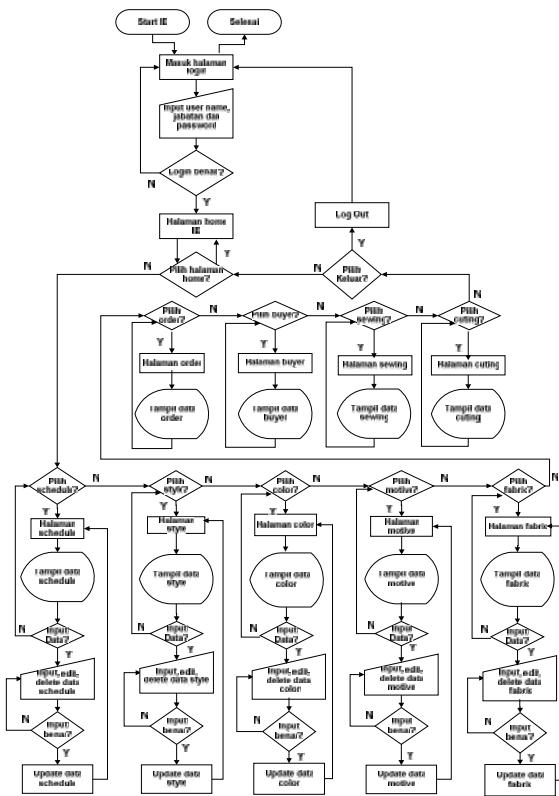 Start IE
Selesai
Masuk halaman
login
Input user name,
jabatan dan
password
Login benar?
N
Y
Halaman home
IE
Log Out
Y
Y
Pilih halaman
home?
N
N
Pilih
Keluar?
N
Pilih
order?
N
Pilih buyer?
N
Pilih
sewing?
N
Pilih
cuting?
Y
Y
Y
Y
Halaman order
Halaman buyer
Halaman sewing
Halaman cuting
Tampil data
order
Tampil data
buyer
Tampil data
sewing
Tampil data
cuting
Pilih
schedule?
N
Pilih
style?
N
Pilih
color?
N
Pilih
motive?
N
Pilih
fabric?
N
Y
Y
Y
Y
Y
Halaman
schedule
Halaman
style
Halaman color
Halaman
motive
Halaman fabric
Tampil data
schedule
Tampil data
style
Tampil data
color
Tampil data
motive
Tampil data
fabric
N
Input
Data?
Y
N
Input
Data?
Y
N
Input
Data?
Y
N
Input
Data?
Y
N
Input
Data?
Y
Input, edit,
delete data
schedule
Input, edit,
delete data style
Input, edit,
delete data
color
Input, edit,
delete data
motive
Input, edit,
delete data
fabric
N
Input
benar?
Y
N
Input
benar?
Y
N
Input
benar?
Y
N
Input
benar?
Y
N
Input
benar?
Y
Update data
schedule
Update data
style
Update data
color
Update data
motive
Update data
fabric